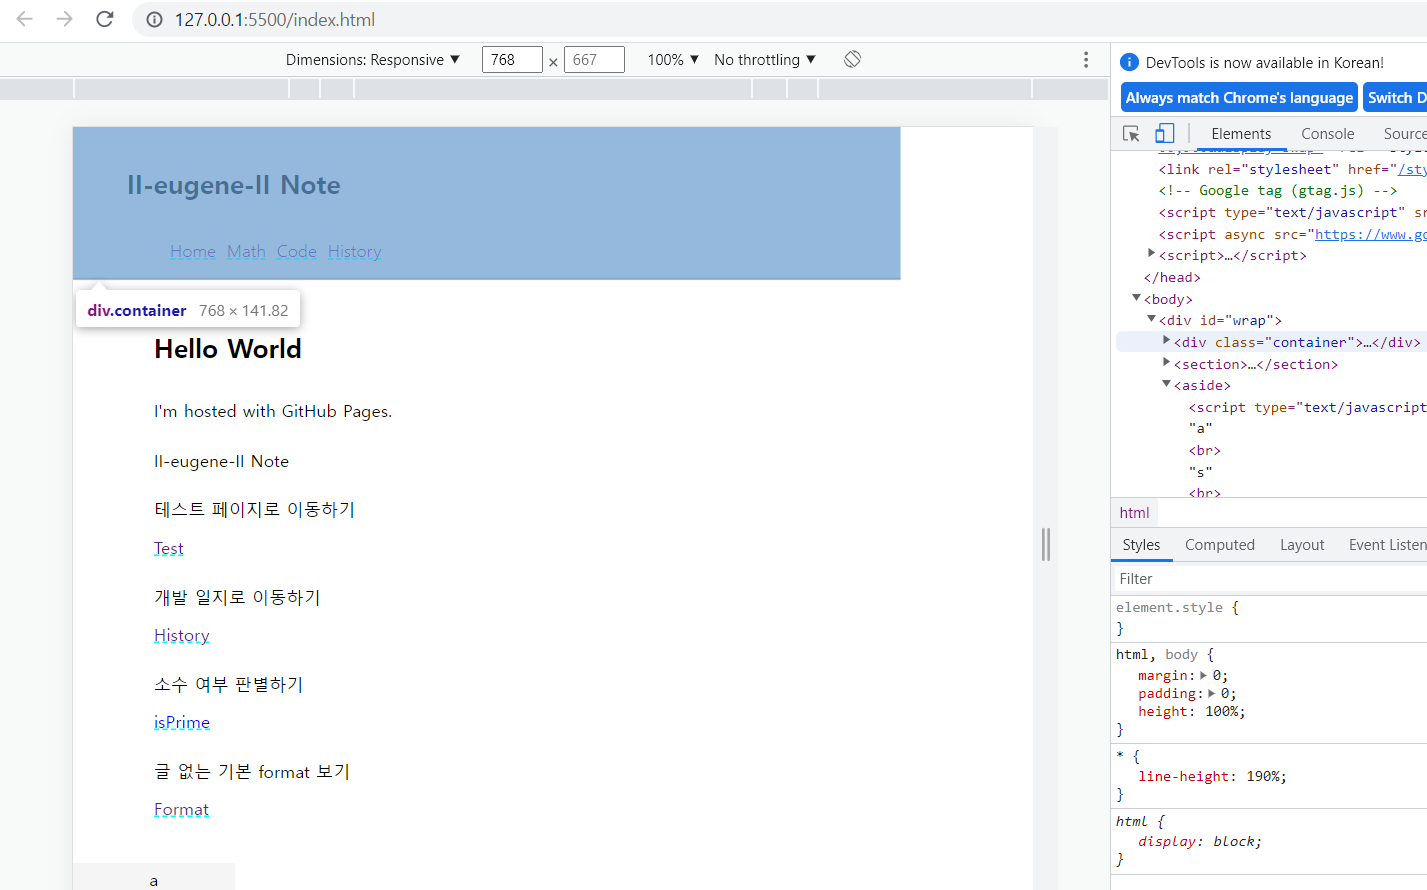 127.0.0.1:5500/index.html
Dimensions: Responsive ▼ 768 × 667 100% ▼ No throttling ▼
DevTools is now available in Korean!
Always match Chrome's language Switch D
Elements Console Source
<link rel="stylesheet" href="/sty
<!-- Google tag (gtag.js) -->
<script type="text/javascript" sr
<script async src="https://www.go
<script>…</script>
</head>
<body>
<div id="wrap">
<div class="container">…</div>
<section>…</section>
<aside>
<script type="text/javascript
"a"
<br>
"s"
<br>
html
Styles Computed Layout Event Listen
Filter
element.style {
}
html, body {
margin: 0;
padding: 0;
height: 100%;
}
* {
line-height: 190%;
}
html {
display: block;
}
ll-eugene-ll Note
Home Math Code History
div.container 768 × 141.82
Hello World
I'm hosted with GitHub Pages.
ll-eugene-ll Note
테스트 페이지로 이동하기
Test
개발 일지로 이동하기
History
소수 여부 판별하기
isPrime
글 없는 기본 format 보기
Format
a